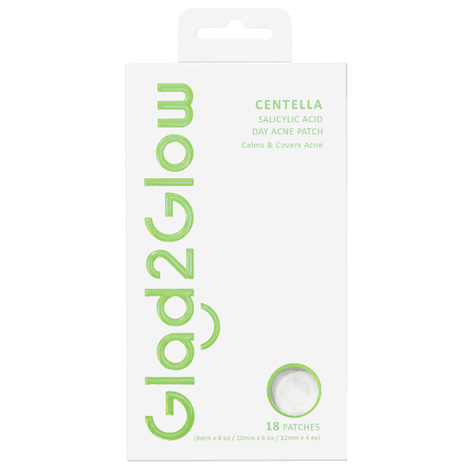 Glad2Glow
CENTELLA
SALICYLIC ACID
DAY ACNE PATCH
Calms & Covers Acne
18 PATCHES
(8mm x 6 ea / 10mm x 6 ea / 12mm x 4 ea)